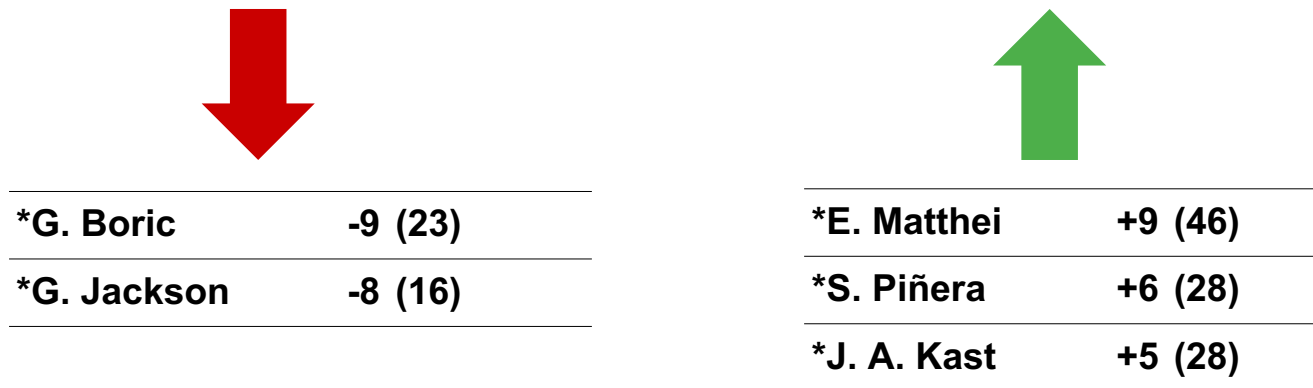 *G. Boric -9 (23)
*G. Jackson -8 (16)
*E. Matthei +9 (46)
*S. Piñera +6 (28)
*J. A. Kast +5 (28)